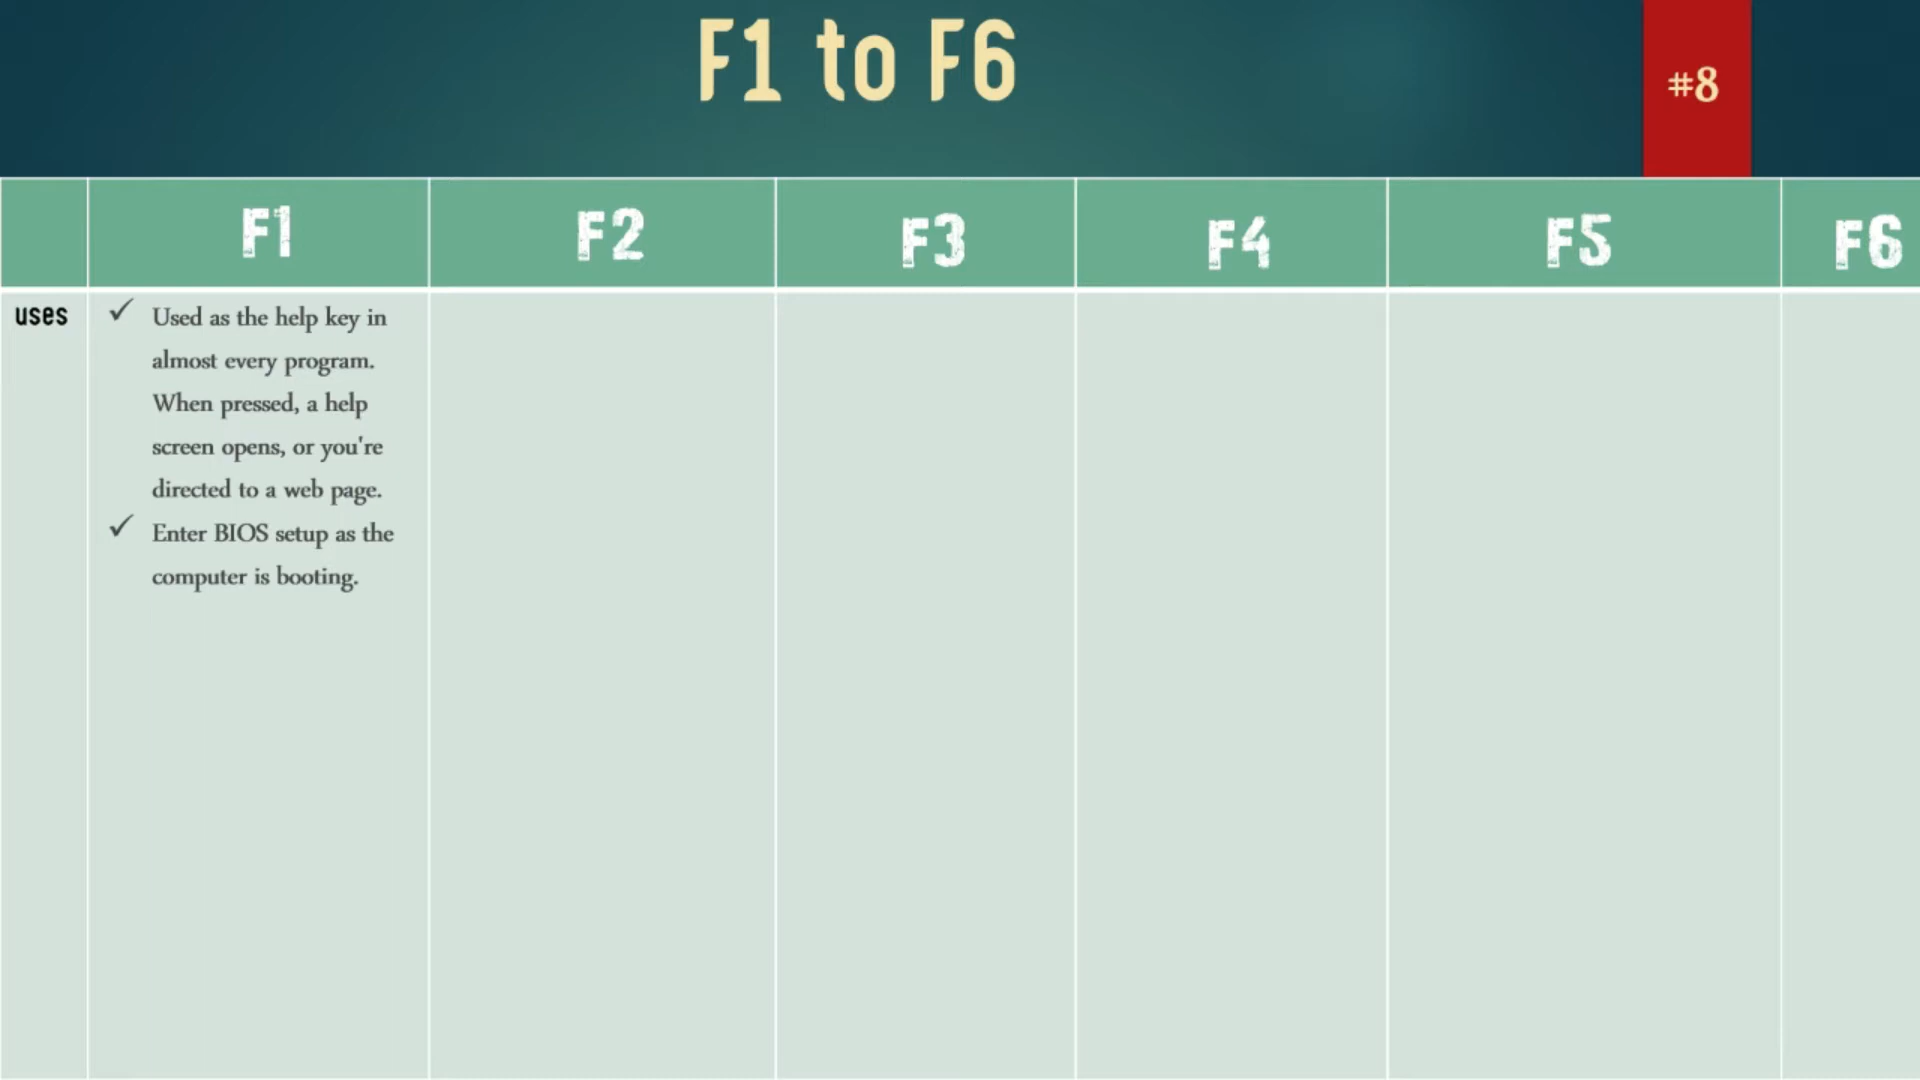 F1 to F6
#8
F1 F2 F3 F4 F5 F6
uses
✓ Used as the help key in
almost every program.
When pressed, a help
screen opens, or you're
directed to a web page.
✓ Enter BIOS setup as the
computer is booting.